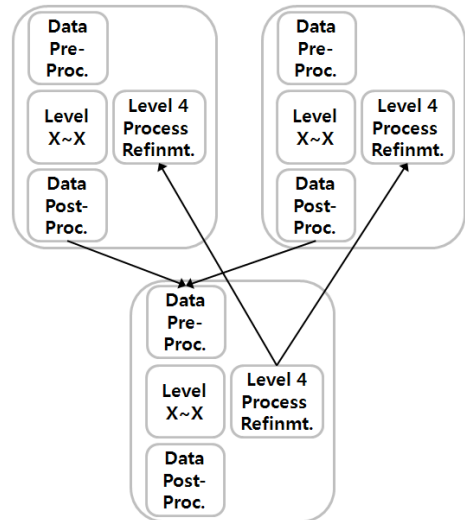 Data
Pre-
Proc.
Level
X~X
Level 4
Process
Refinmt.
Data
Post-
Proc.
Data
Pre-
Proc.
Level
X~X
Level 4
Process
Refinmt.
Data
Post-
Proc.
Data
Pre-
Proc.
Level
X~X
Level 4
Process
Refinmt.
Data
Post-
Proc.